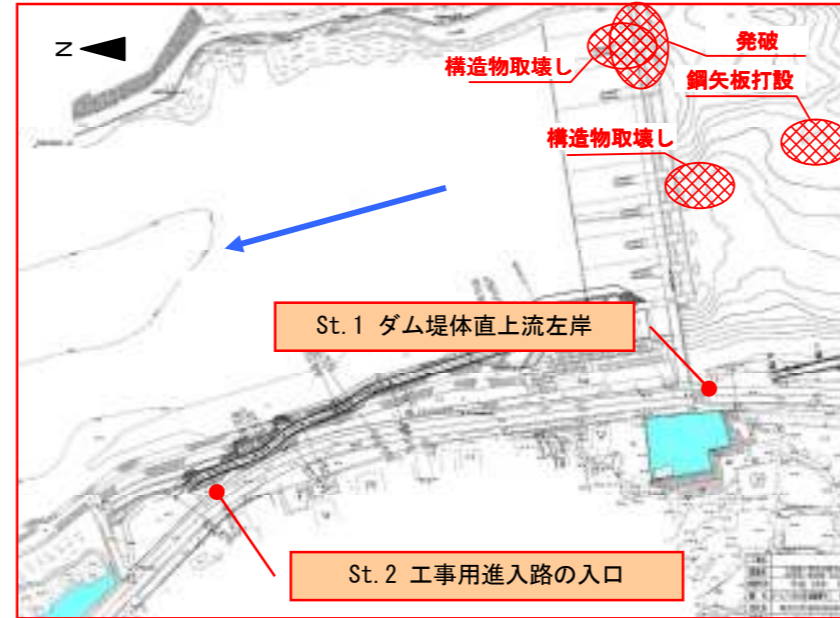 N
発破
構造物取壊し
鋼矢板打設
構造物取壊し
St.1 ダム堤体直上流左岸
St.2 工事用進入路の入口